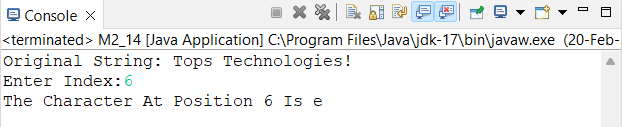 Console
<terminated> M2_14 [Java Application] C:\Program Files\Java\jdk-17\bin\javaw.exe (20-Feb-
Original String: Tops Technologies!
Enter Index:6
The Character At Position 6 Is e